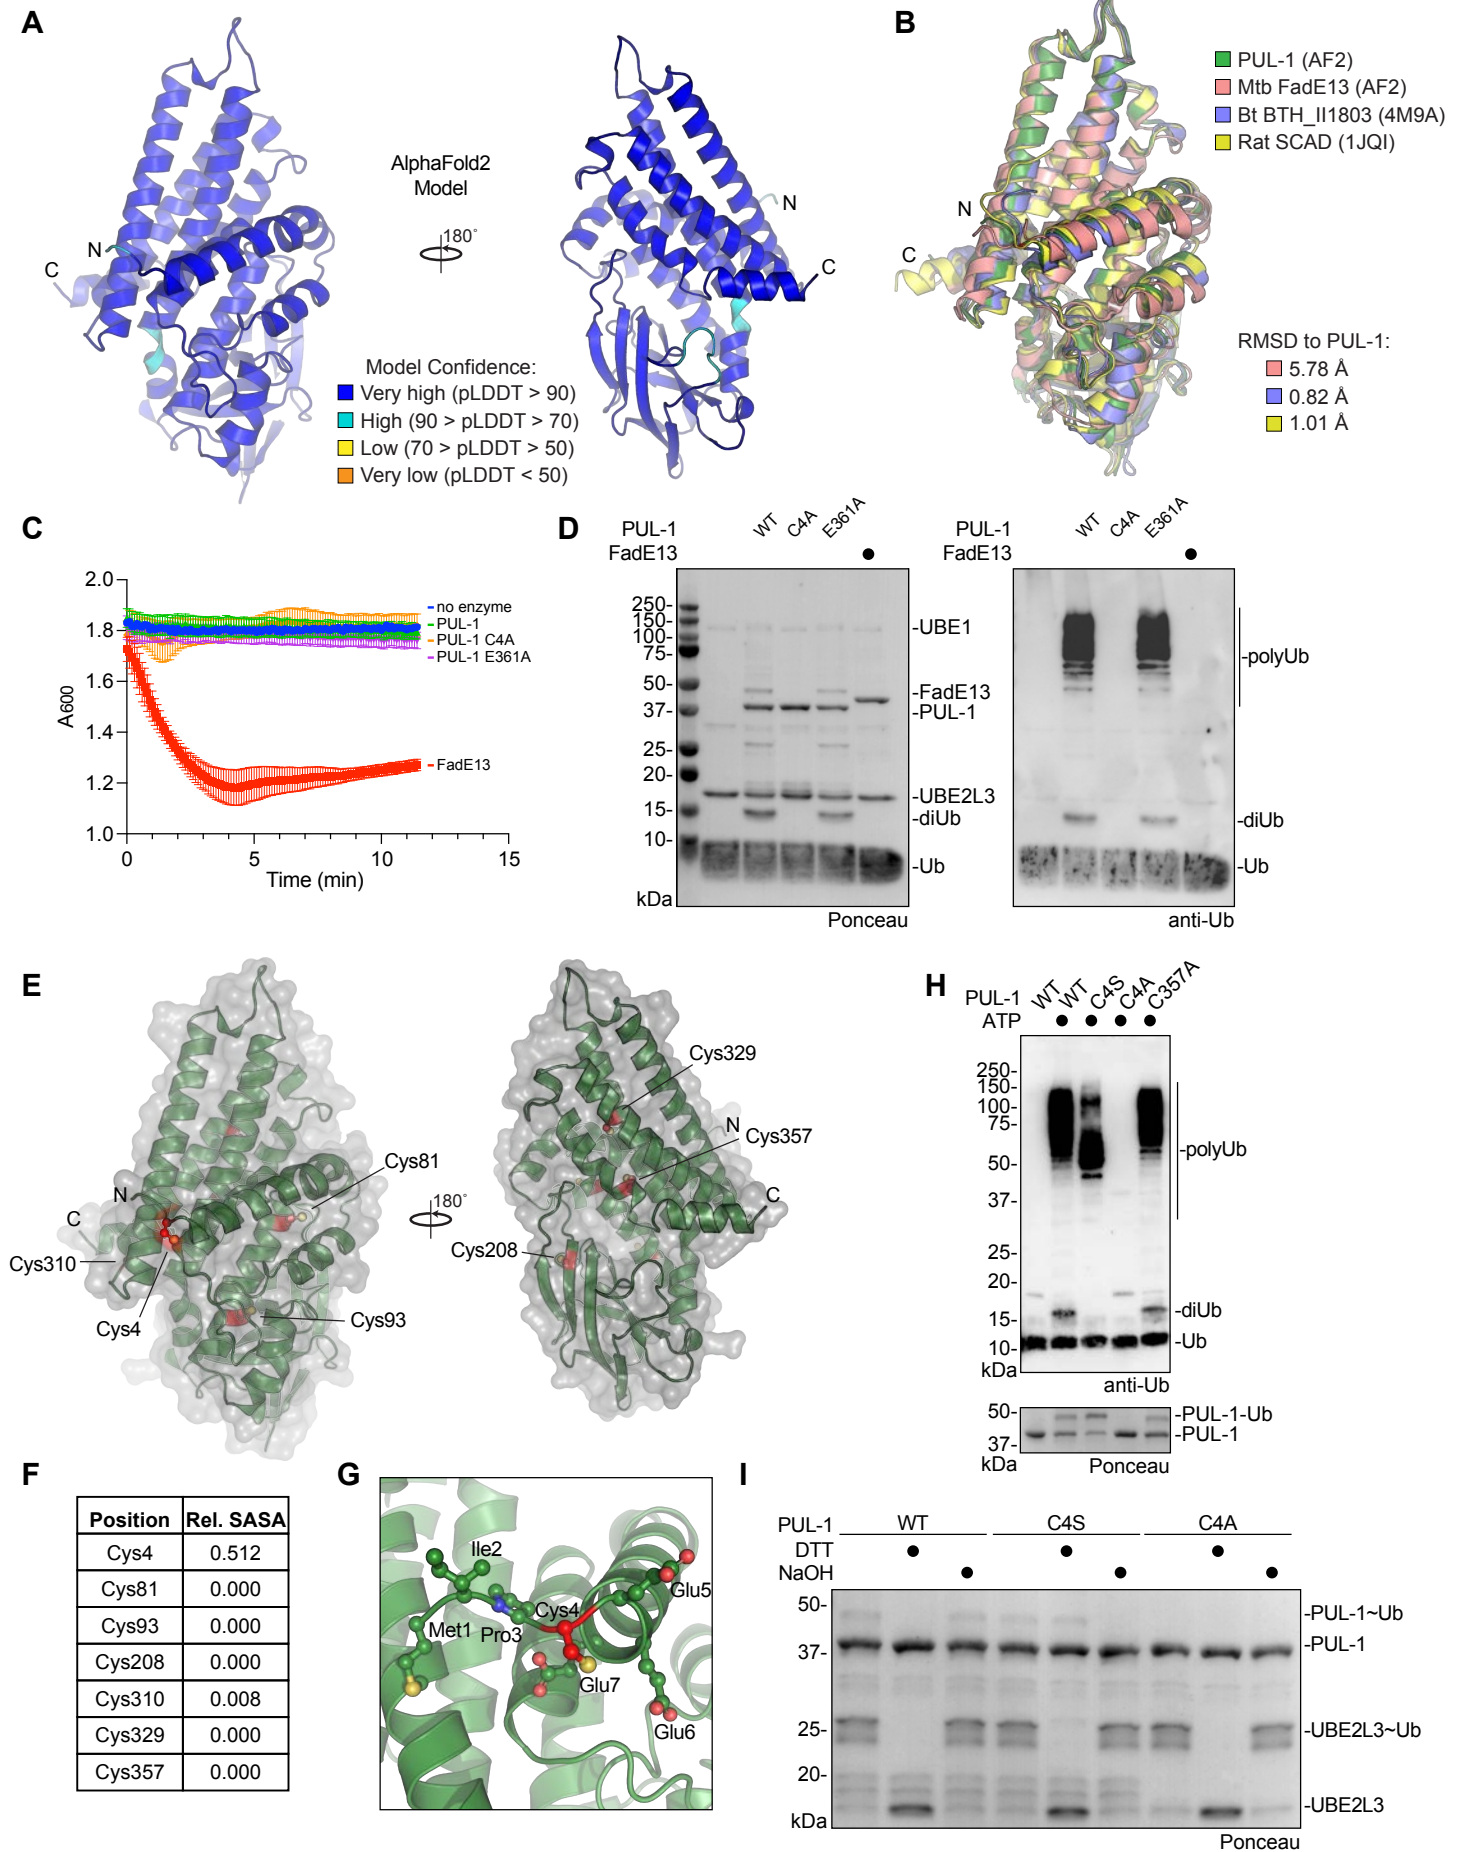 A
N
C
AlphaFold2
Model
180°
N
C
Model Confidence:
Very high (pLDDT > 90)
High (90 > pLDDT > 70)
Low (70 > pLDDT > 50)
Very low (pLDDT < 50)
B
PUL-1 (AF2)
Mtb FadE13 (AF2)
Bt BTH_II1803 (4M9A)
Rat SCAD (1JQI)
N
C
RMSD to PUL-1:
5.78 Å
0.82 Å
1.01 Å
C
A600
2.0
1.8
1.6
1.4
1.2
1.0
0 5 10 15
Time (min)
no enzyme
PUL-1
PUL-1 C4A
PUL-1 E361A
FadE13
D
PUL-1 WT C4A E361A
FadE13 ●
250-
150-
100-
75-
50-
37-
25-
20-
15-
10-
kDa
-UBE1
-FadE13
-PUL-1
-UBE2L3
-diUb
-Ub
Ponceau
PUL-1 WT C4A E361A
FadE13 ●
-polyUb
-diUb
-Ub
anti-Ub
E
N
C
Cys310
Cys4
Cys81
Cys93
180°
Cys329
N
Cys357
C
Cys208
H
PUL-1 WT WT C4S C4A C357A
ATP ● ● ● ●
250-
150-
100-
75-
50-
37-
25-
20-
15-
10-
kDa
-polyUb
-diUb
-Ub
anti-Ub
50-
37-
kDa
-PUL-1-Ub
-PUL-1
Ponceau
F
Position Rel. SASA
Cys4 0.512
Cys81 0.000
Cys93 0.000
Cys208 0.000
Cys310 0.008
Cys329 0.000
Cys357 0.000
G
Ile2
Met1
Pro3
Cys4
Glu5
Glu7
Glu6
I
PUL-1 WT C4S C4A
DTT ● ● ●
NaOH ● ● ●
50-
37-
25-
20-
kDa
-PUL-1~Ub
-PUL-1
-UBE2L3~Ub
-UBE2L3
Ponceau